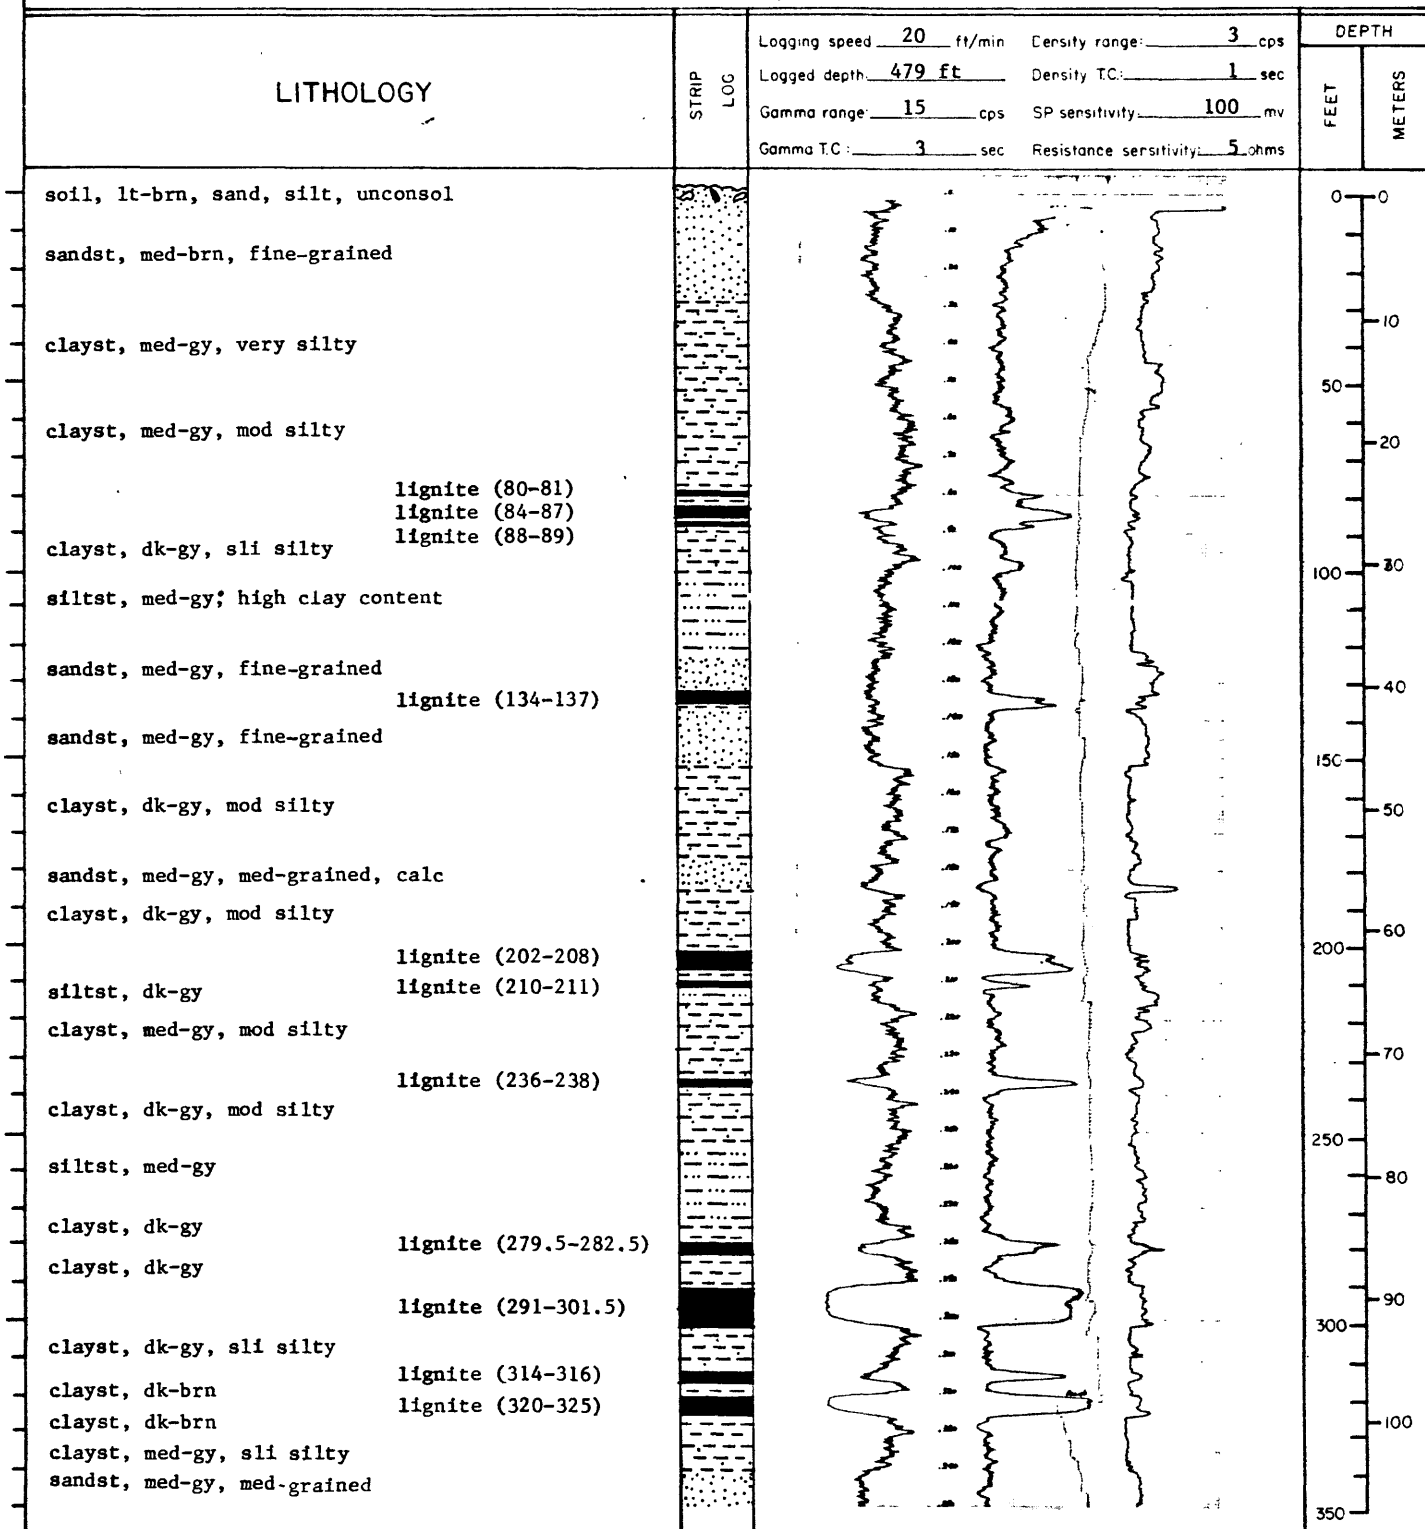 LITHOLOGY
STRIP LOG
Logging speed 20 ft/min Density range: 3 cps
Logged depth: 479 ft Density T.C.: 1 sec
Gamma range: 15 cps SP sensitivity: 100 mv
Gamma T.C.: 3 sec Resistance sensitivity: 5 ohms
DEPTH
FEET
METERS
soil, lt-brn, sand, silt, unconsol
sandst, med-brn, fine-grained
clayst, med-gy, very silty
clayst, med-gy, mod silty
lignite (80-81)
lignite (84-87)
lignite (88-89)
clayst, dk-gy, sli silty
siltst, med-gy; high clay content
sandst, med-gy, fine-grained
lignite (134-137)
sandst, med-gy, fine-grained
clayst, dk-gy, mod silty
sandst, med-gy, med-grained, calc
clayst, dk-gy, mod silty
lignite (202-208)
lignite (210-211)
siltst, dk-gy
clayst, med-gy, mod silty
lignite (236-238)
clayst, dk-gy, mod silty
siltst, med-gy
clayst, dk-gy
lignite (279.5-282.5)
clayst, dk-gy
lignite (291-301.5)
clayst, dk-gy, sli silty
lignite (314-316)
clayst, dk-brn
lignite (320-325)
clayst, dk-brn
clayst, med-gy, sli silty
sandst, med-gy, med-grained
0 0
10
50
20
100 30
40
150
50
60
200
70
250
80
90
300
100
350